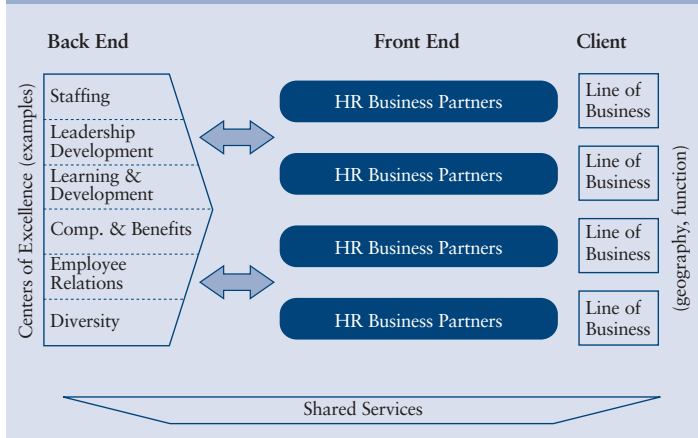 Back End
Front End
Client
Centers of Excellence (examples)
Staffing
Leadership
Development
Learning &
Development
Comp. & Benefits
Employee
Relations
Diversity
HR Business Partners
HR Business Partners
HR Business Partners
HR Business Partners
Line of
Business
Line of
Business
Line of
Business
Line of
Business
(geography, function)
Shared Services